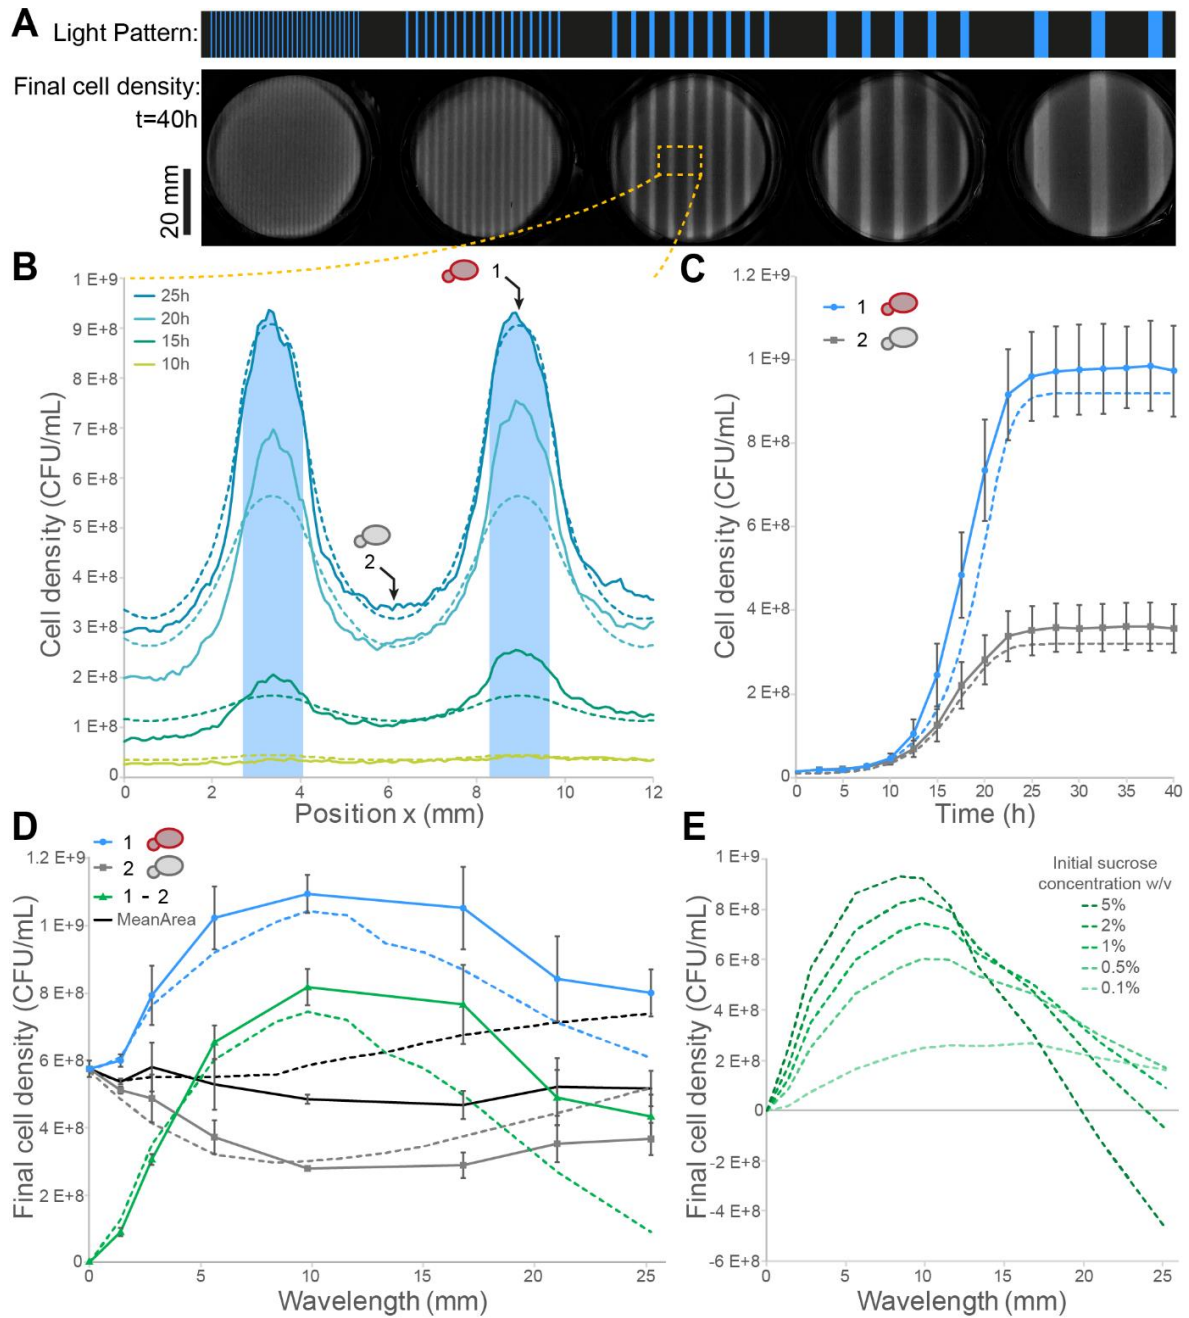 A
Light Pattern:
Final cell density:
t=40h
20 mm
B
1 E+9
9 E+8
8 E+8
7 E+8
6 E+8
5 E+8
4 E+8
3 E+8
2 E+8
1 E+8
0
Cell density (CFU/mL)
25h
20h
15h
10h
1
2
0 2 4 6 8 10 12
Position x (mm)
C
1.2 E+9
1 E+9
8 E+8
6 E+8
4 E+8
2 E+8
0
Cell density (CFU/mL)
1
2
0 5 10 15 20 25 30 35 40
Time (h)
D
1
2
1 - 2
MeanArea
1.2 E+9
1 E+9
8 E+8
6 E+8
4 E+8
2 E+8
0
Final cell density (CFU/mL)
0 5 10 15 20 25
Wavelength (mm)
E
1 E+9
8 E+8
6 E+8
4 E+8
2 E+8
0
-2 E+8
-4 E+8
-6 E+8
Final cell density (CFU/mL)
Initial sucrose
concentration w/v
5%
2%
1%
0.5%
0.1%
0 5 10 15 20 25
Wavelength (mm)